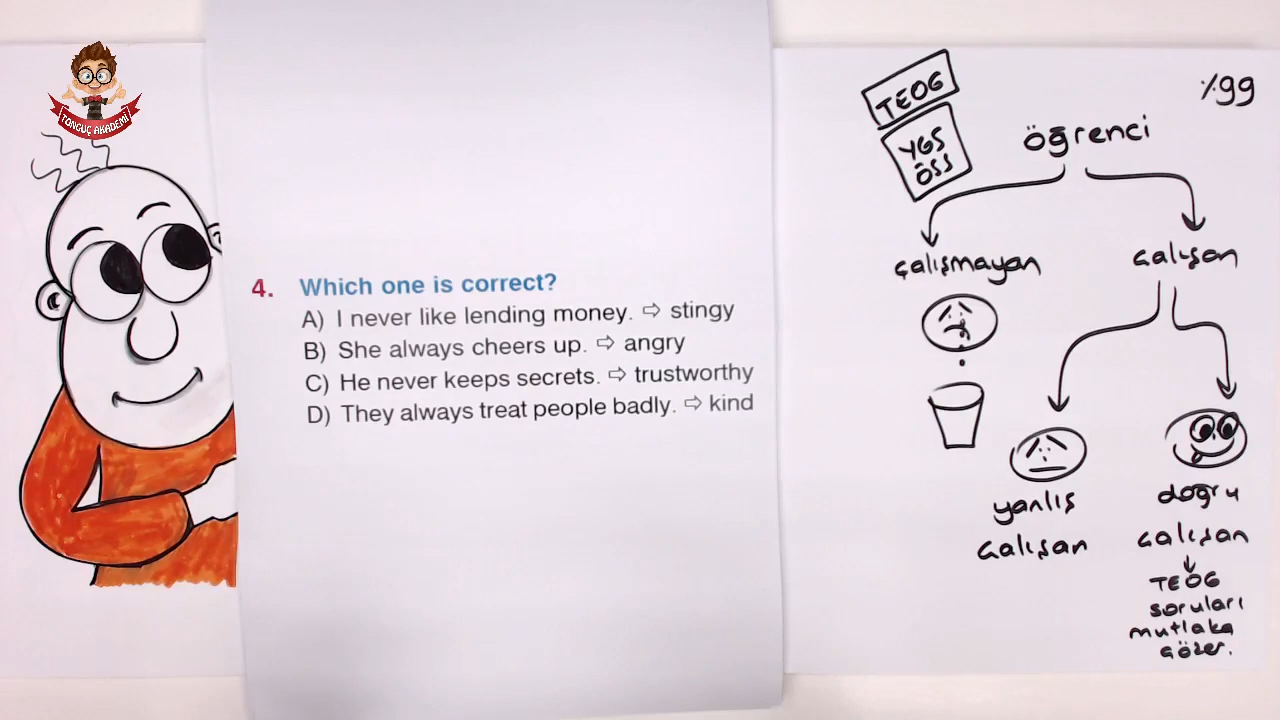 TONGUÇ AKADEMİ
4. Which one is correct?
A) I never like lending money. ⇨ stingy
B) She always cheers up. ⇨ angry
C) He never keeps secrets. ⇨ trustworthy
D) They always treat people badly. ⇨ kind
TEOG
YGS
ÖSS
%99
öğrenci
çalışmayan
çalışan
yanlış
çalışan
doğru
çalışan
TEOG
soruları
mutlaka
çözer.